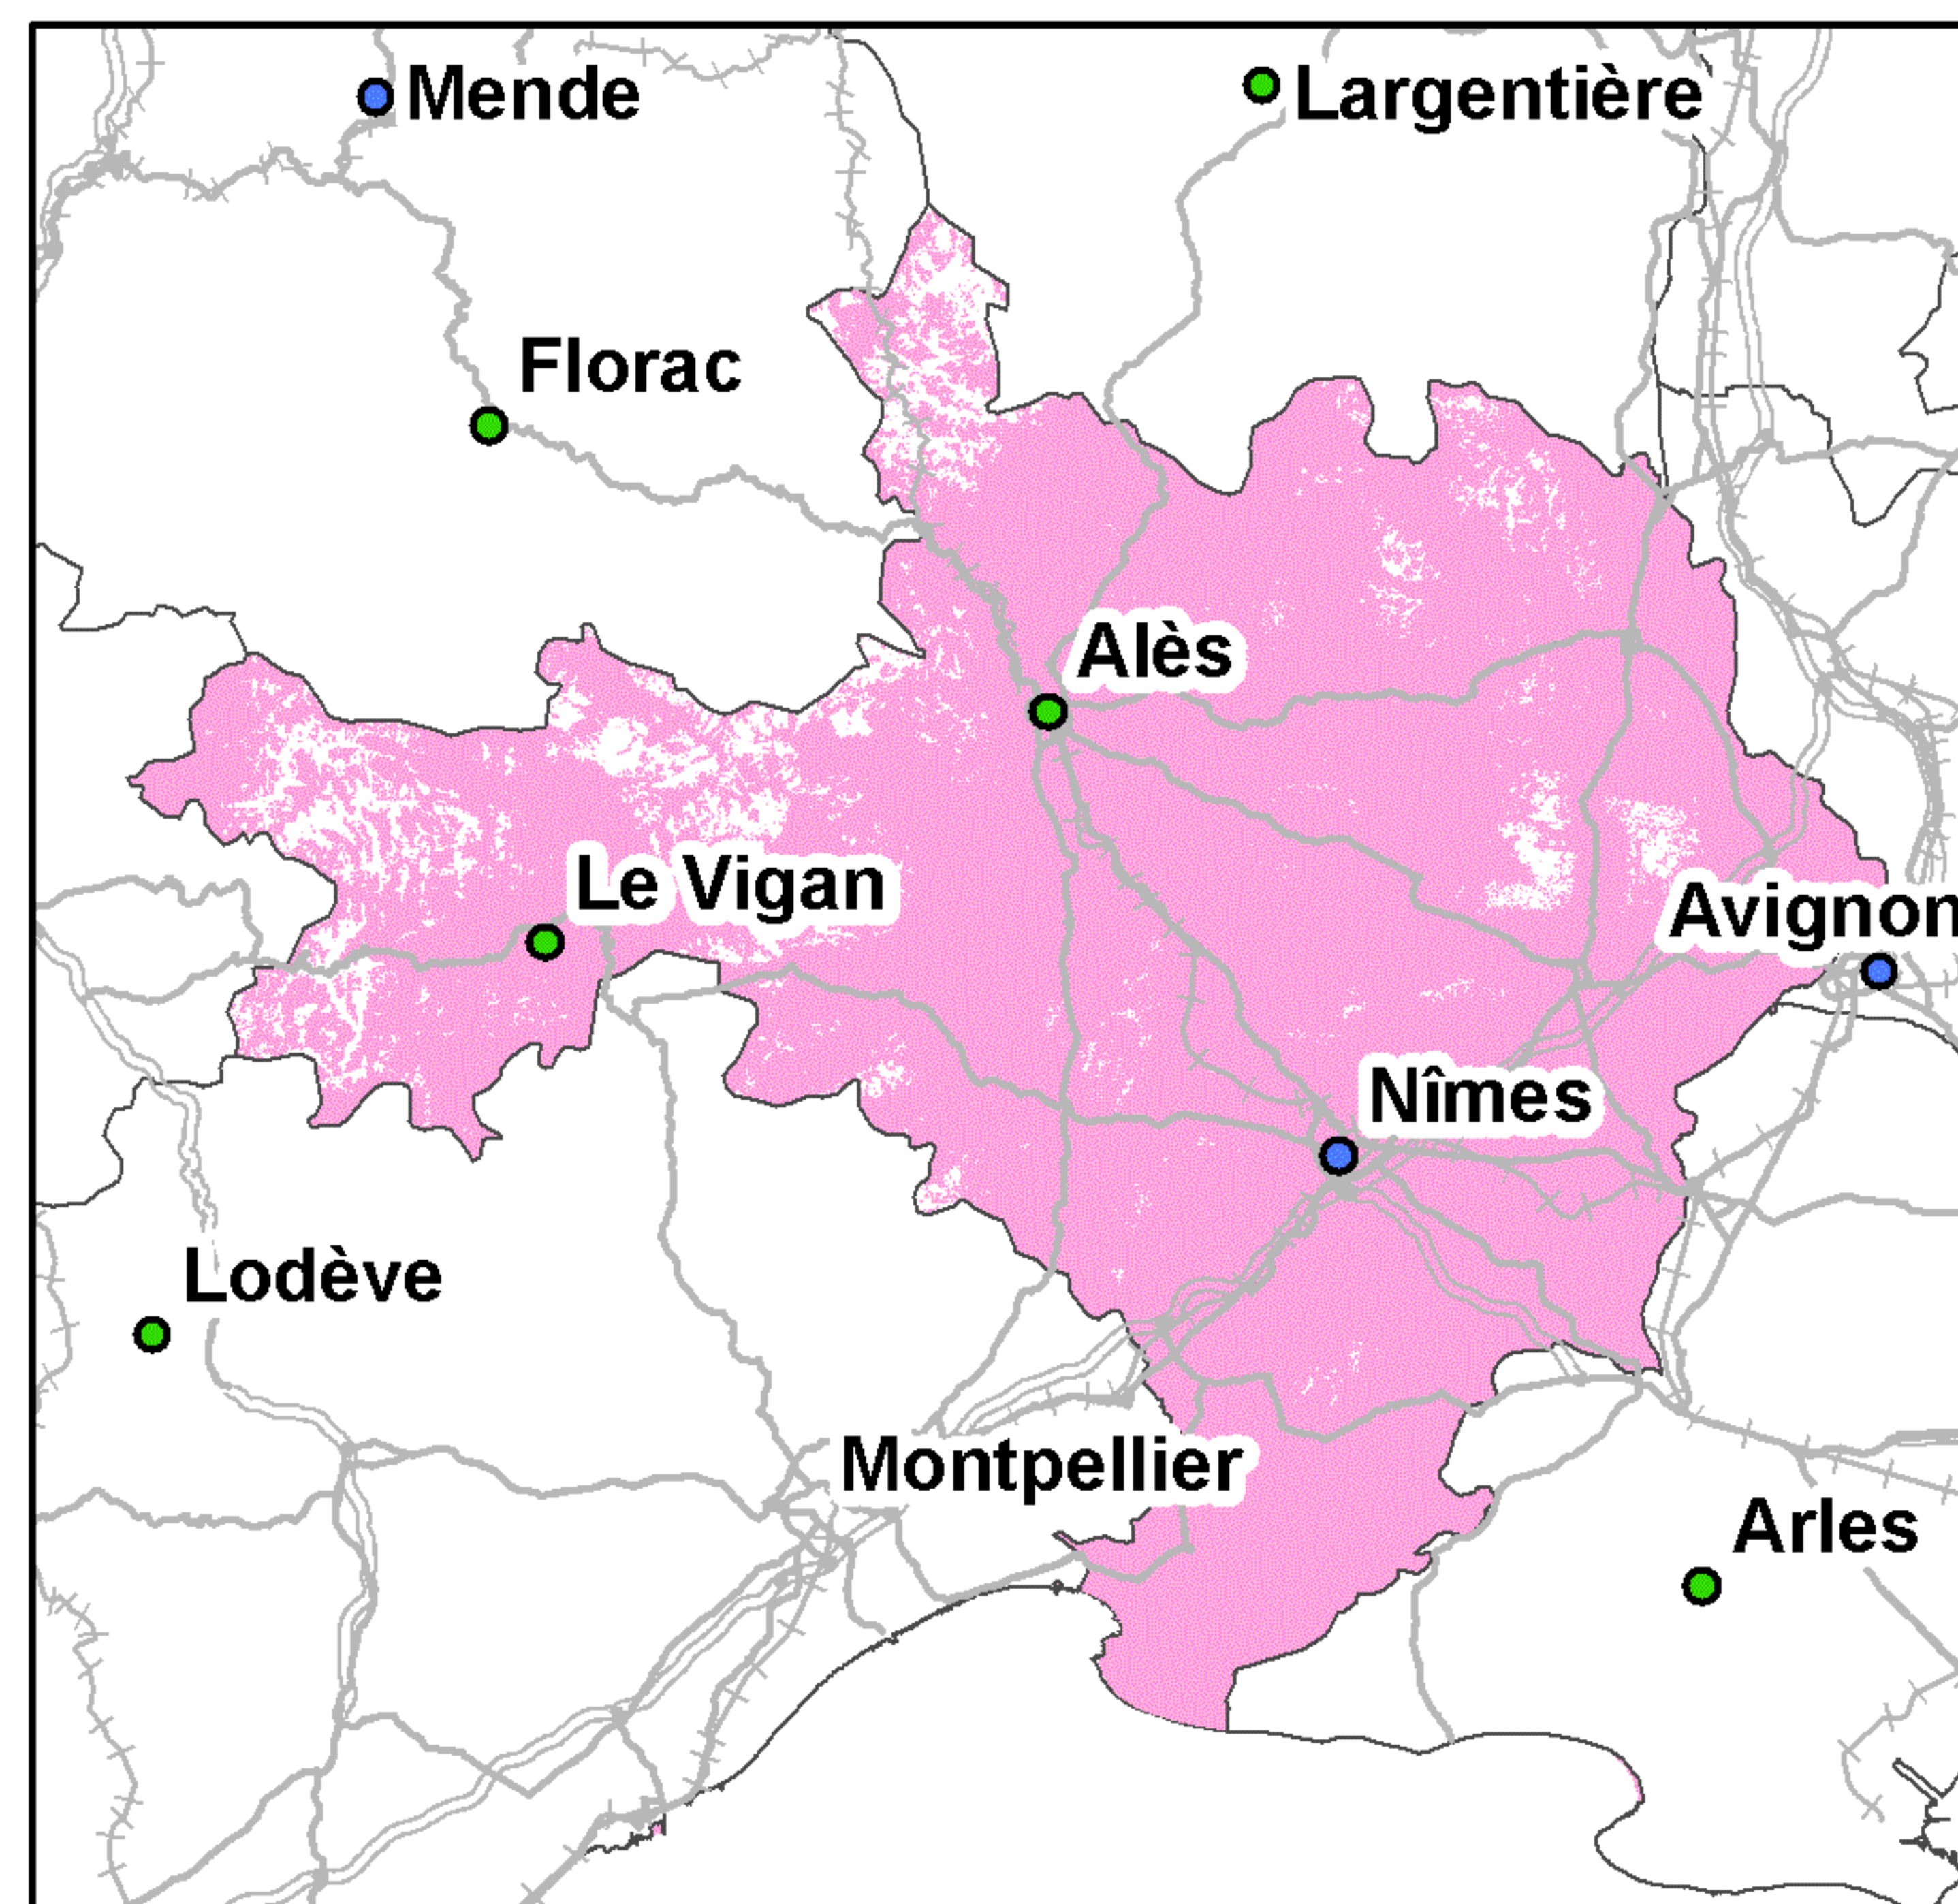 Mende
Largentière
Florac
Alès
Le Vigan
Avignon
Nîmes
Lodève
Montpellier
Arles